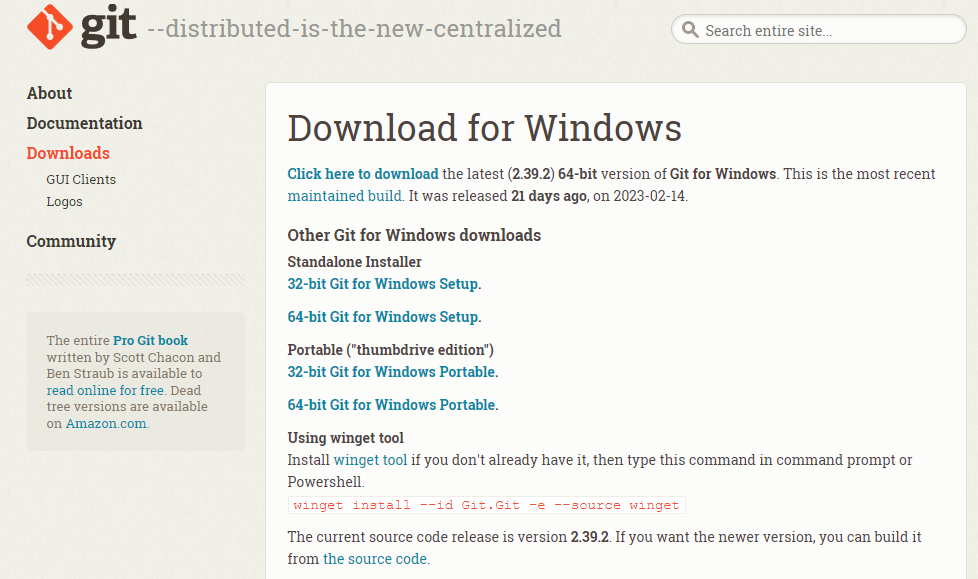 git --distributed-is-the-new-centralized
Search entire site...
About
Documentation
Downloads
GUI Clients
Logos
Community
The entire Pro Git book
written by Scott Chacon and
Ben Straub is available to
read online for free. Dead
tree versions are available
on Amazon.com.
Download for Windows
Click here to download the latest (2.39.2) 64-bit version of Git for Windows. This is the most recent
maintained build. It was released 21 days ago, on 2023-02-14.
Other Git for Windows downloads
Standalone Installer
32-bit Git for Windows Setup.
64-bit Git for Windows Setup.
Portable ("thumbdrive edition")
32-bit Git for Windows Portable.
64-bit Git for Windows Portable.
Using winget tool
Install winget tool if you don't already have it, then type this command in command prompt or
Powershell.
winget install --id Git.Git -e --source winget
The current source code release is version 2.39.2. If you want the newer version, you can build it
from the source code.